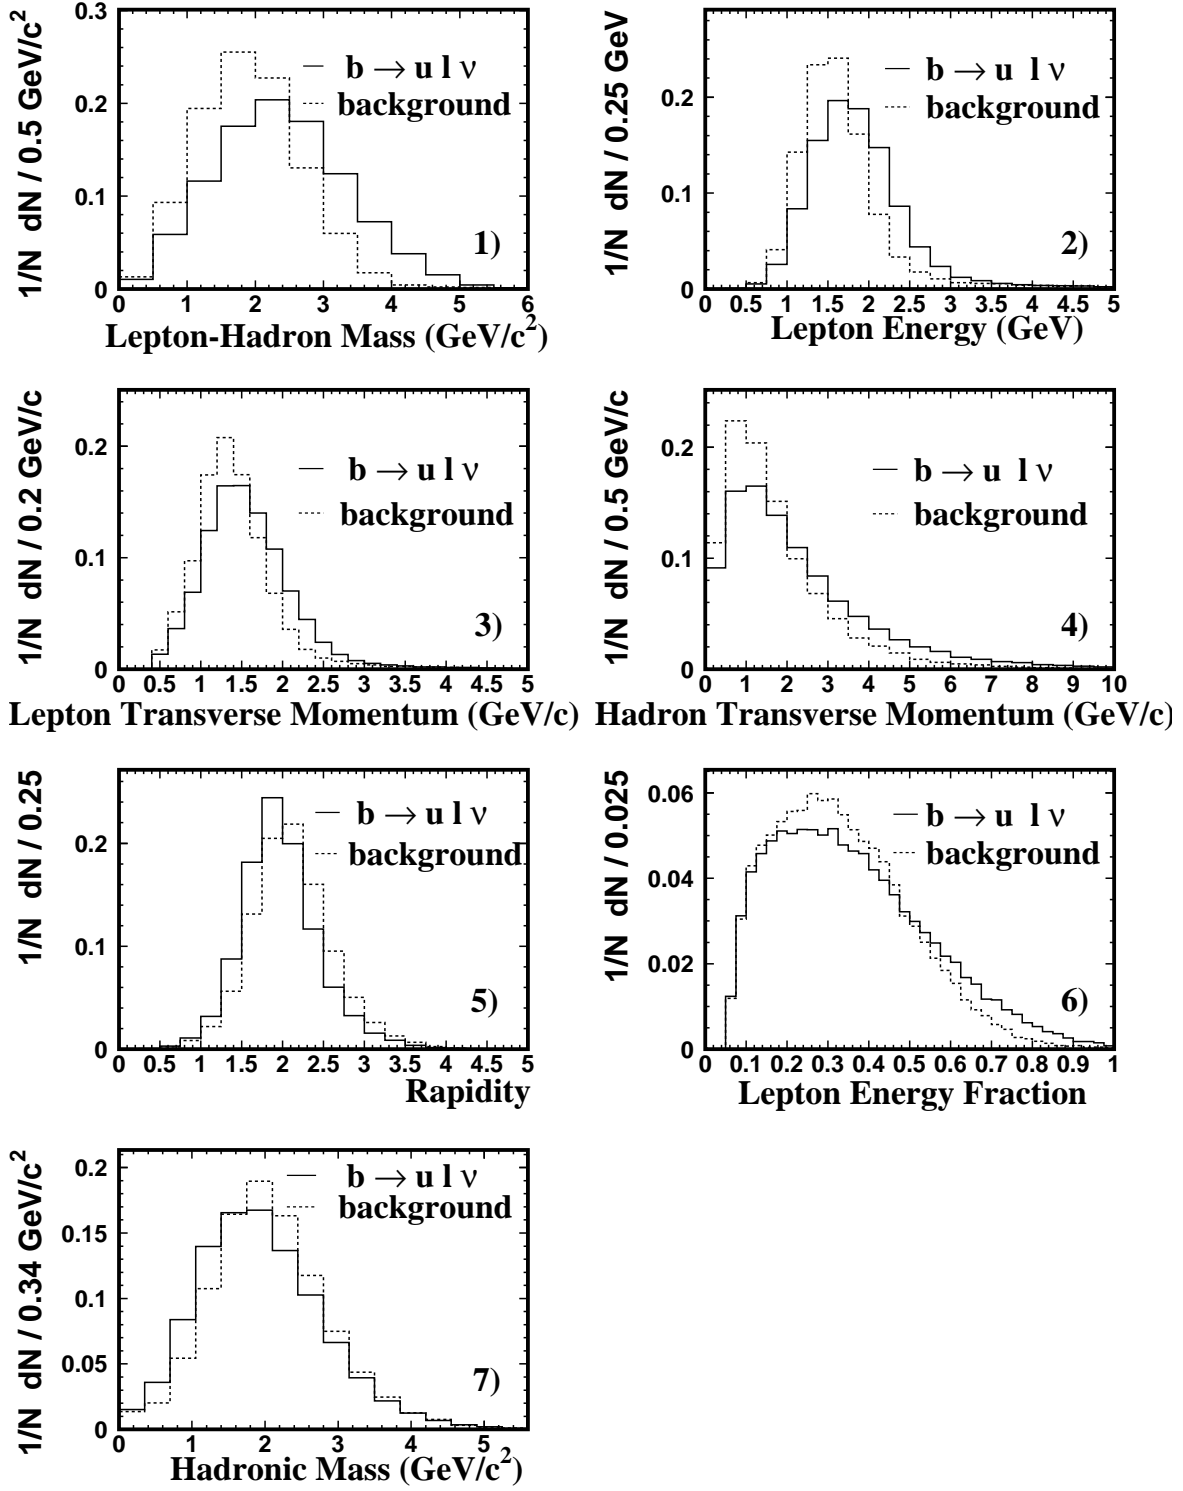 1/N dN / 0.5 GeV/c²
0.3
0.2
0.1
0
b → u l ν
background
1)
0 1 2 3 4 5 6
Lepton-Hadron Mass (GeV/c²)
1/N dN / 0.25 GeV
0.2
0.1
0
b → u l ν
background
2)
0 0.5 1 1.5 2 2.5 3 3.5 4 4.5 5
Lepton Energy (GeV)
1/N dN / 0.2 GeV/c
0.2
0.1
0
b → u l ν
background
3)
0 0.5 1 1.5 2 2.5 3 3.5 4 4.5 5
Lepton Transverse Momentum (GeV/c)
1/N dN / 0.5 GeV/c
0.2
0.1
0
b → u l ν
background
4)
0 1 2 3 4 5 6 7 8 9 10
Hadron Transverse Momentum (GeV/c)
1/N dN / 0.25
0.2
0.1
0
b → u l ν
background
5)
0 0.5 1 1.5 2 2.5 3 3.5 4 4.5 5
Rapidity
1/N dN / 0.025
0.06
0.04
0.02
0
b → u l ν
background
6)
0 0.1 0.2 0.3 0.4 0.5 0.6 0.7 0.8 0.9 1
Lepton Energy Fraction
1/N dN / 0.34 GeV/c²
0.2
0.15
0.1
0.05
0
b → u l ν
background
7)
0 1 2 3 4 5
Hadronic Mass (GeV/c²)